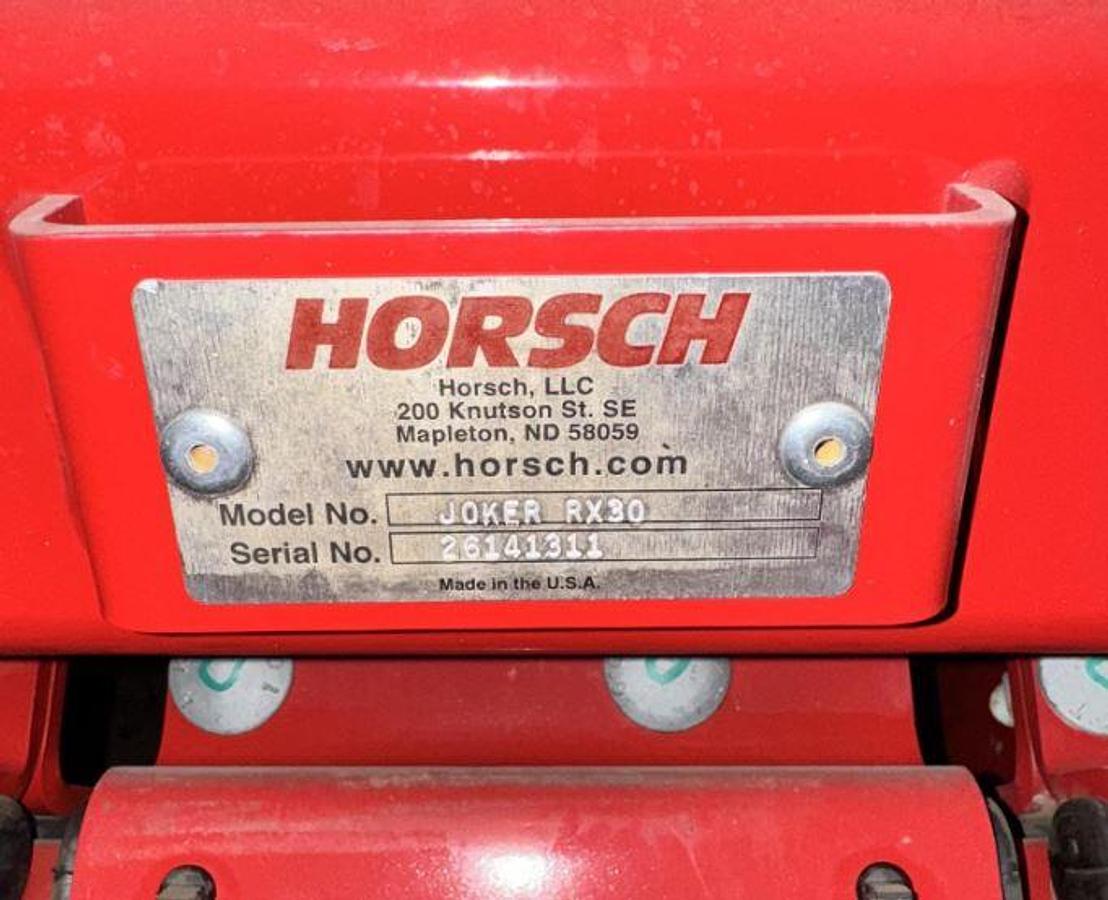 HORSCH
Horsch, LLC
200 Knutson St. SE
Mapleton, ND 58059
www.horsch.com
Model No. JOKER RX30
Serial No. 26141311
Made in the U.S.A.